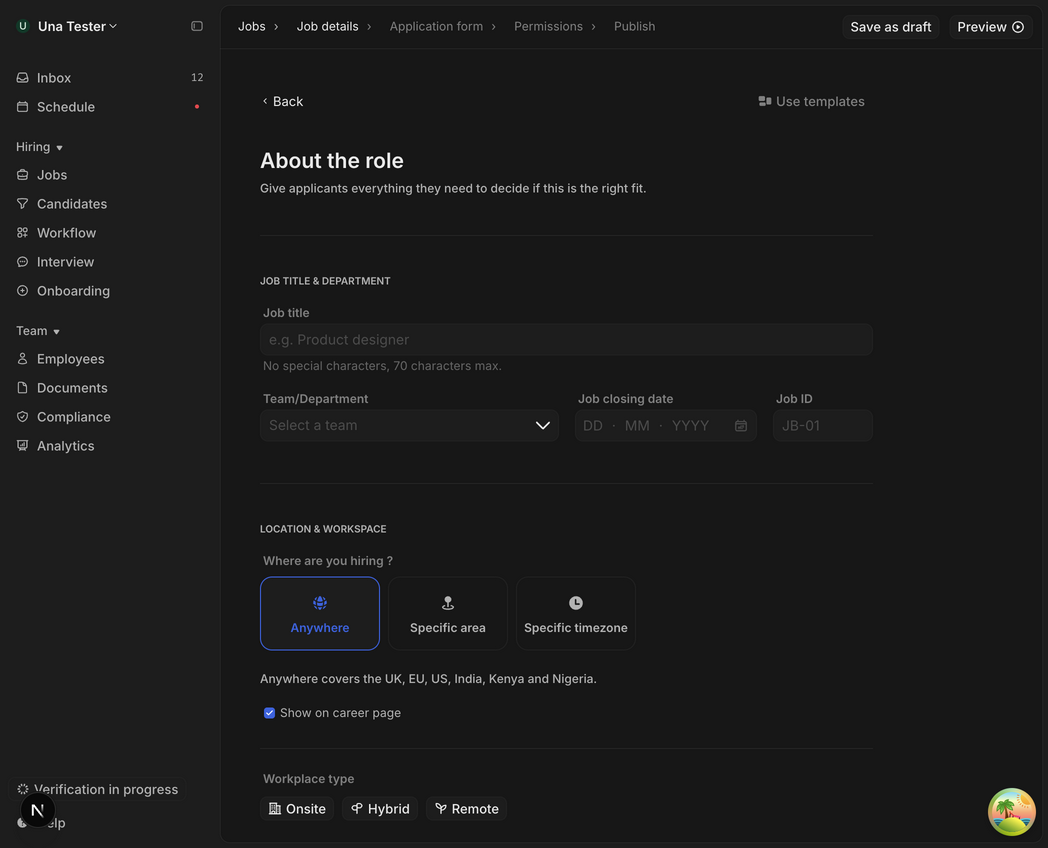 U Una Tester
Jobs › Job details › Application form › Permissions › Publish
Save as draft
Preview
Inbox 12
Schedule
Hiring
Jobs
Candidates
Workflow
Interview
Onboarding
Team
Employees
Documents
Compliance
Analytics
Verification in progress
N
‹ Back
Use templates
About the role
Give applicants everything they need to decide if this is the right fit.
JOB TITLE & DEPARTMENT
Job title
e.g. Product designer
No special characters, 70 characters max.
Team/Department Job closing date Job ID
Select a team DD · MM · YYYY JB-01
LOCATION & WORKSPACE
Where are you hiring ?
Anywhere Specific area Specific timezone
Anywhere covers the UK, EU, US, India, Kenya and Nigeria.
Show on career page
Workplace type
Onsite Hybrid Remote